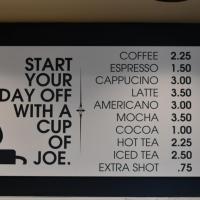 START
YOUR
DAY OFF
WITH A
CUP
OF
JOE.
COFFEE 2.25
ESPRESSO 1.50
CAPPUCINO 3.00
LATTE 3.50
AMERICANO 3.00
MOCHA 3.50
COCOA 1.00
HOT TEA 2.25
ICED TEA 2.50
EXTRA SHOT .75